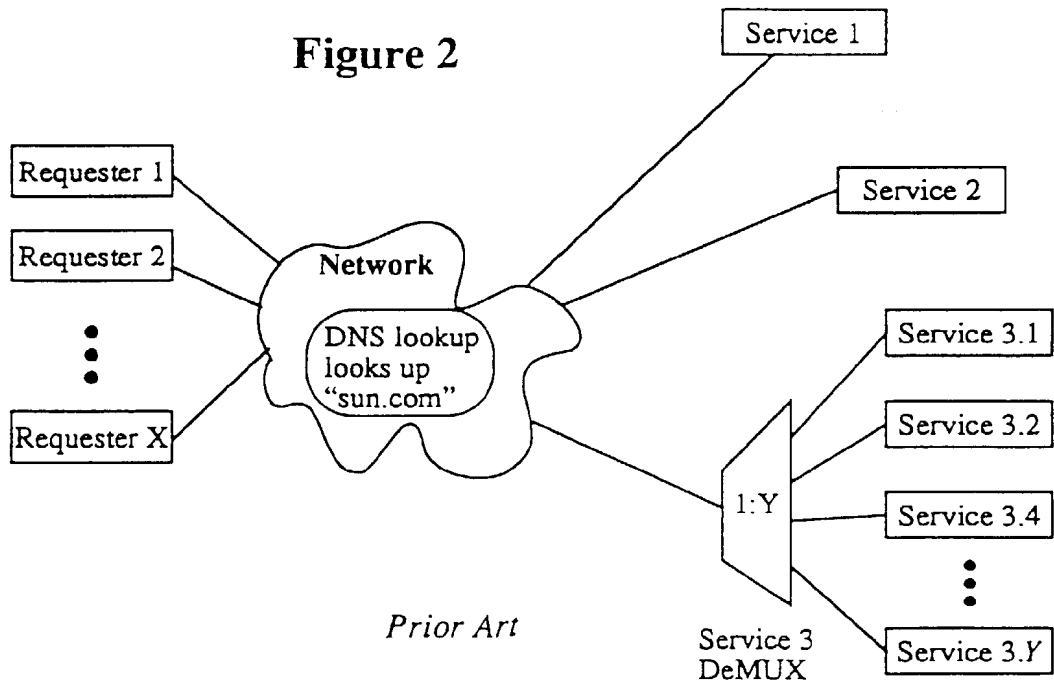 Figure 2
Service 1
Requester 1
Service 2
Requester 2
Network
DNS lookup
looks up
“sun.com”
Requester X
Service 3.1
Service 3.2
1:Y
Service 3.4
Service 3.Y
Service 3
DeMUX
Prior Art